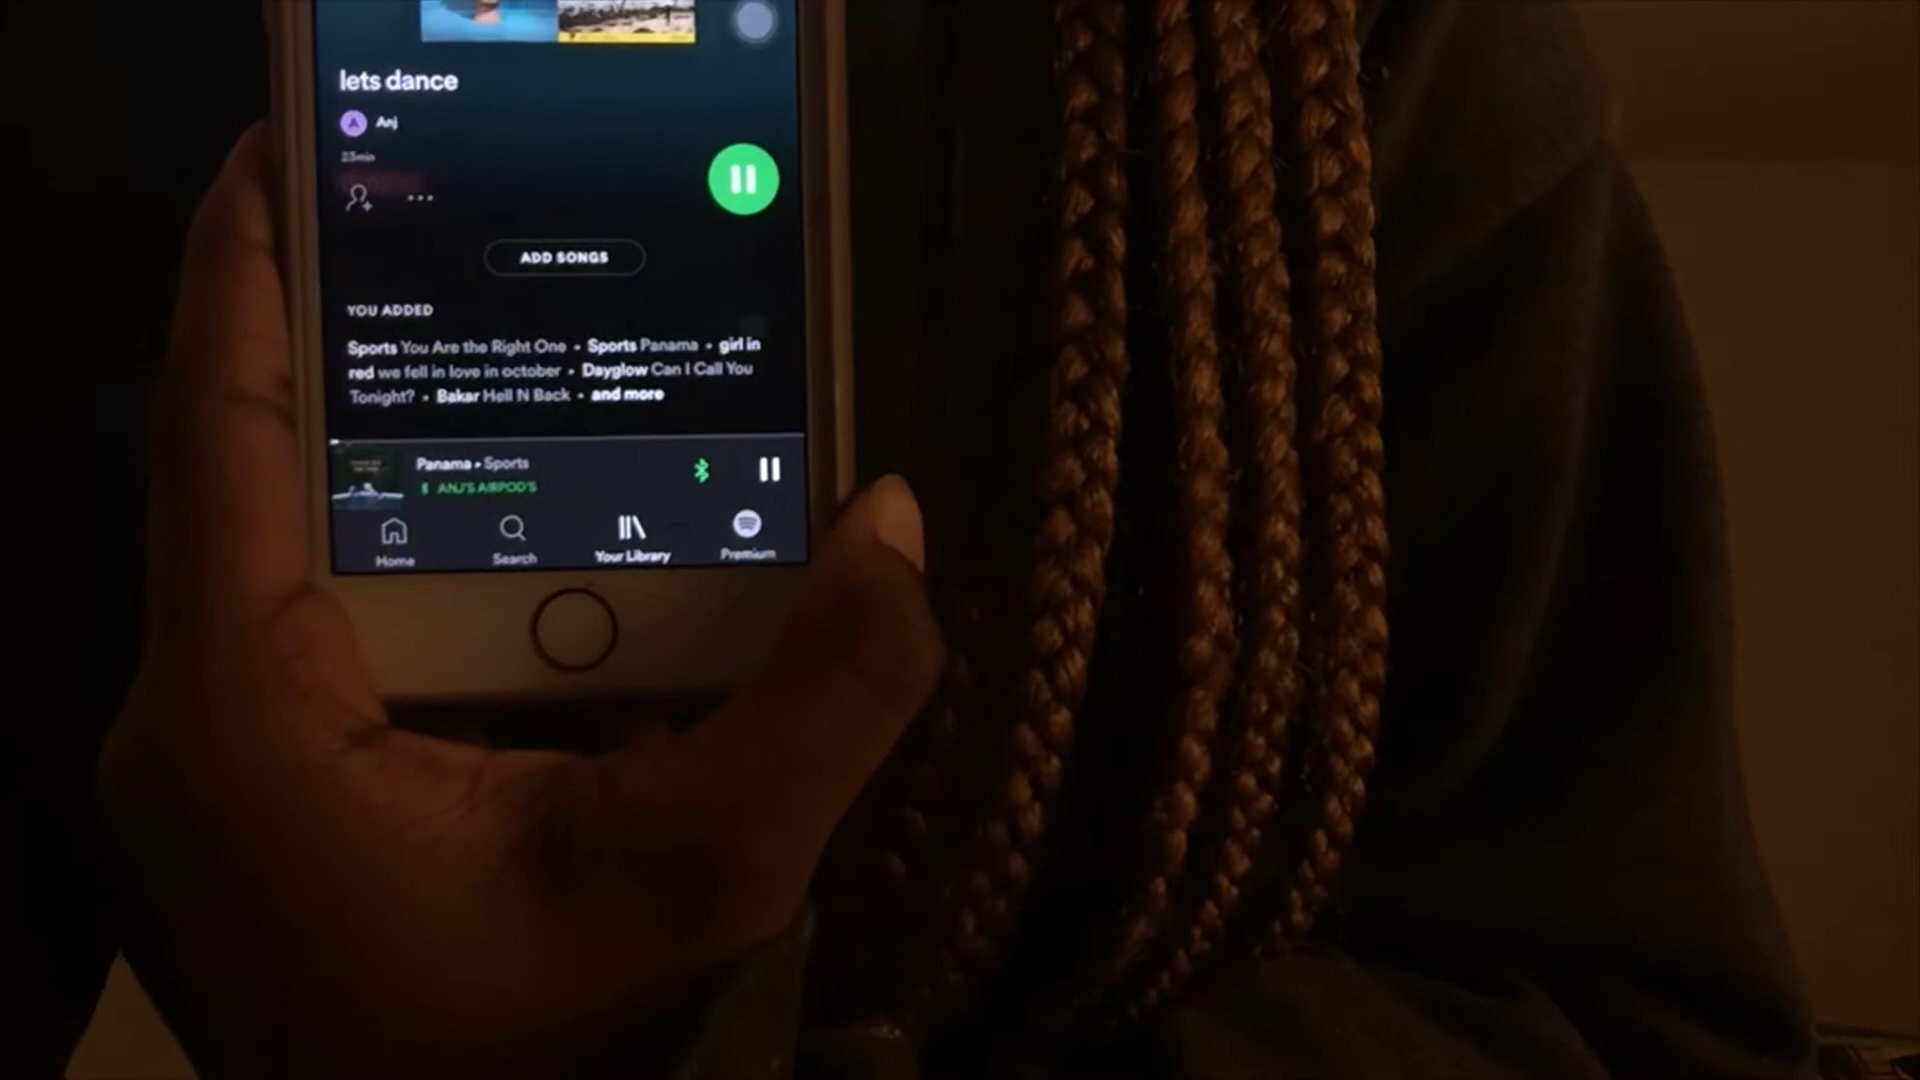 lets dance
A Anj
23min
ADD SONGS
YOU ADDED
Sports You Are the Right One • Sports Panama • girl in
red we fell in love in october • Dayglow Can I Call You
Tonight? • Bakar Hell N Back • and more
Panama • Sports
ANJ'S AIRPOD'S
Home Search Your Library Premium